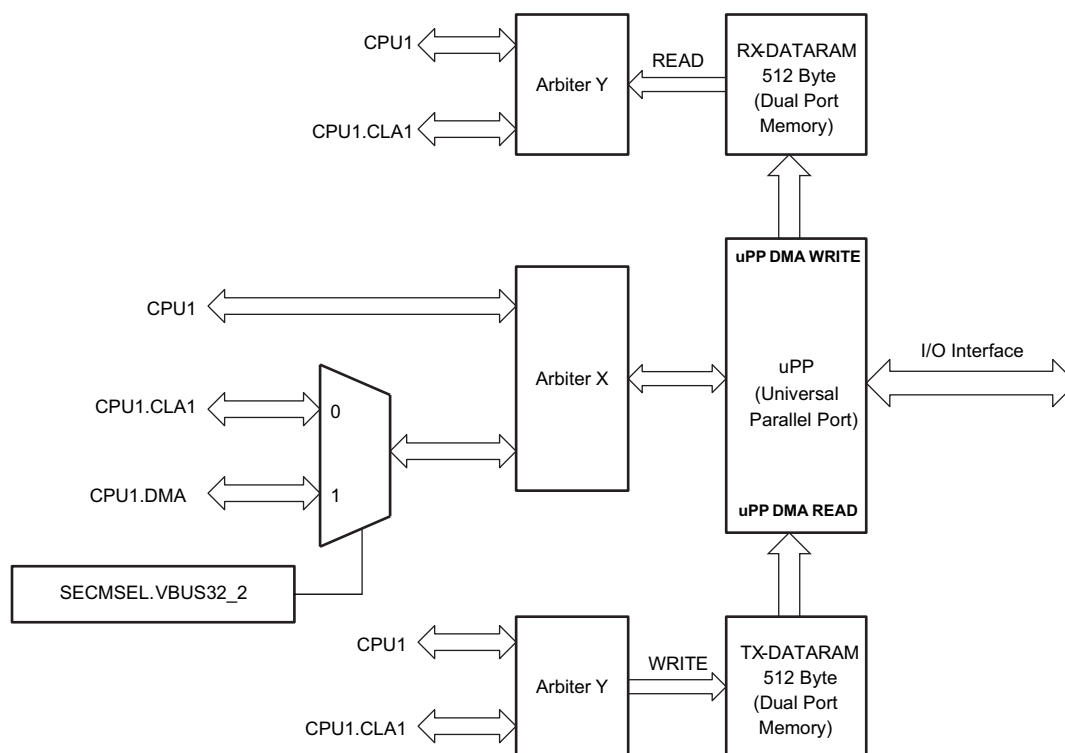 CPU1
CPU1.CLA1
Arbiter Y
READ
RX-DATARAM
512 Byte
(Dual Port
Memory)
CPU1
CPU1.CLA1
0
CPU1.DMA
1
SECMSEL.VBUS32_2
Arbiter X
uPP DMA WRITE
uPP
(Universal
Parallel Port)
uPP DMA READ
I/O Interface
CPU1
CPU1.CLA1
Arbiter Y
WRITE
TX-DATARAM
512 Byte
(Dual Port
Memory)